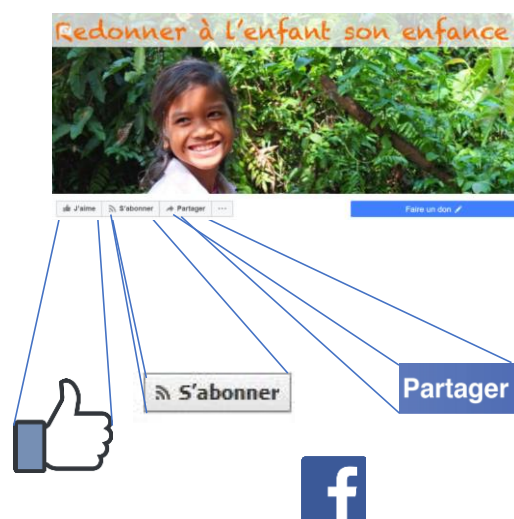 Redonner à l'enfant son enfance
J'aime S'abonner Partager ...
Faire un don
S'abonner
Partager
f